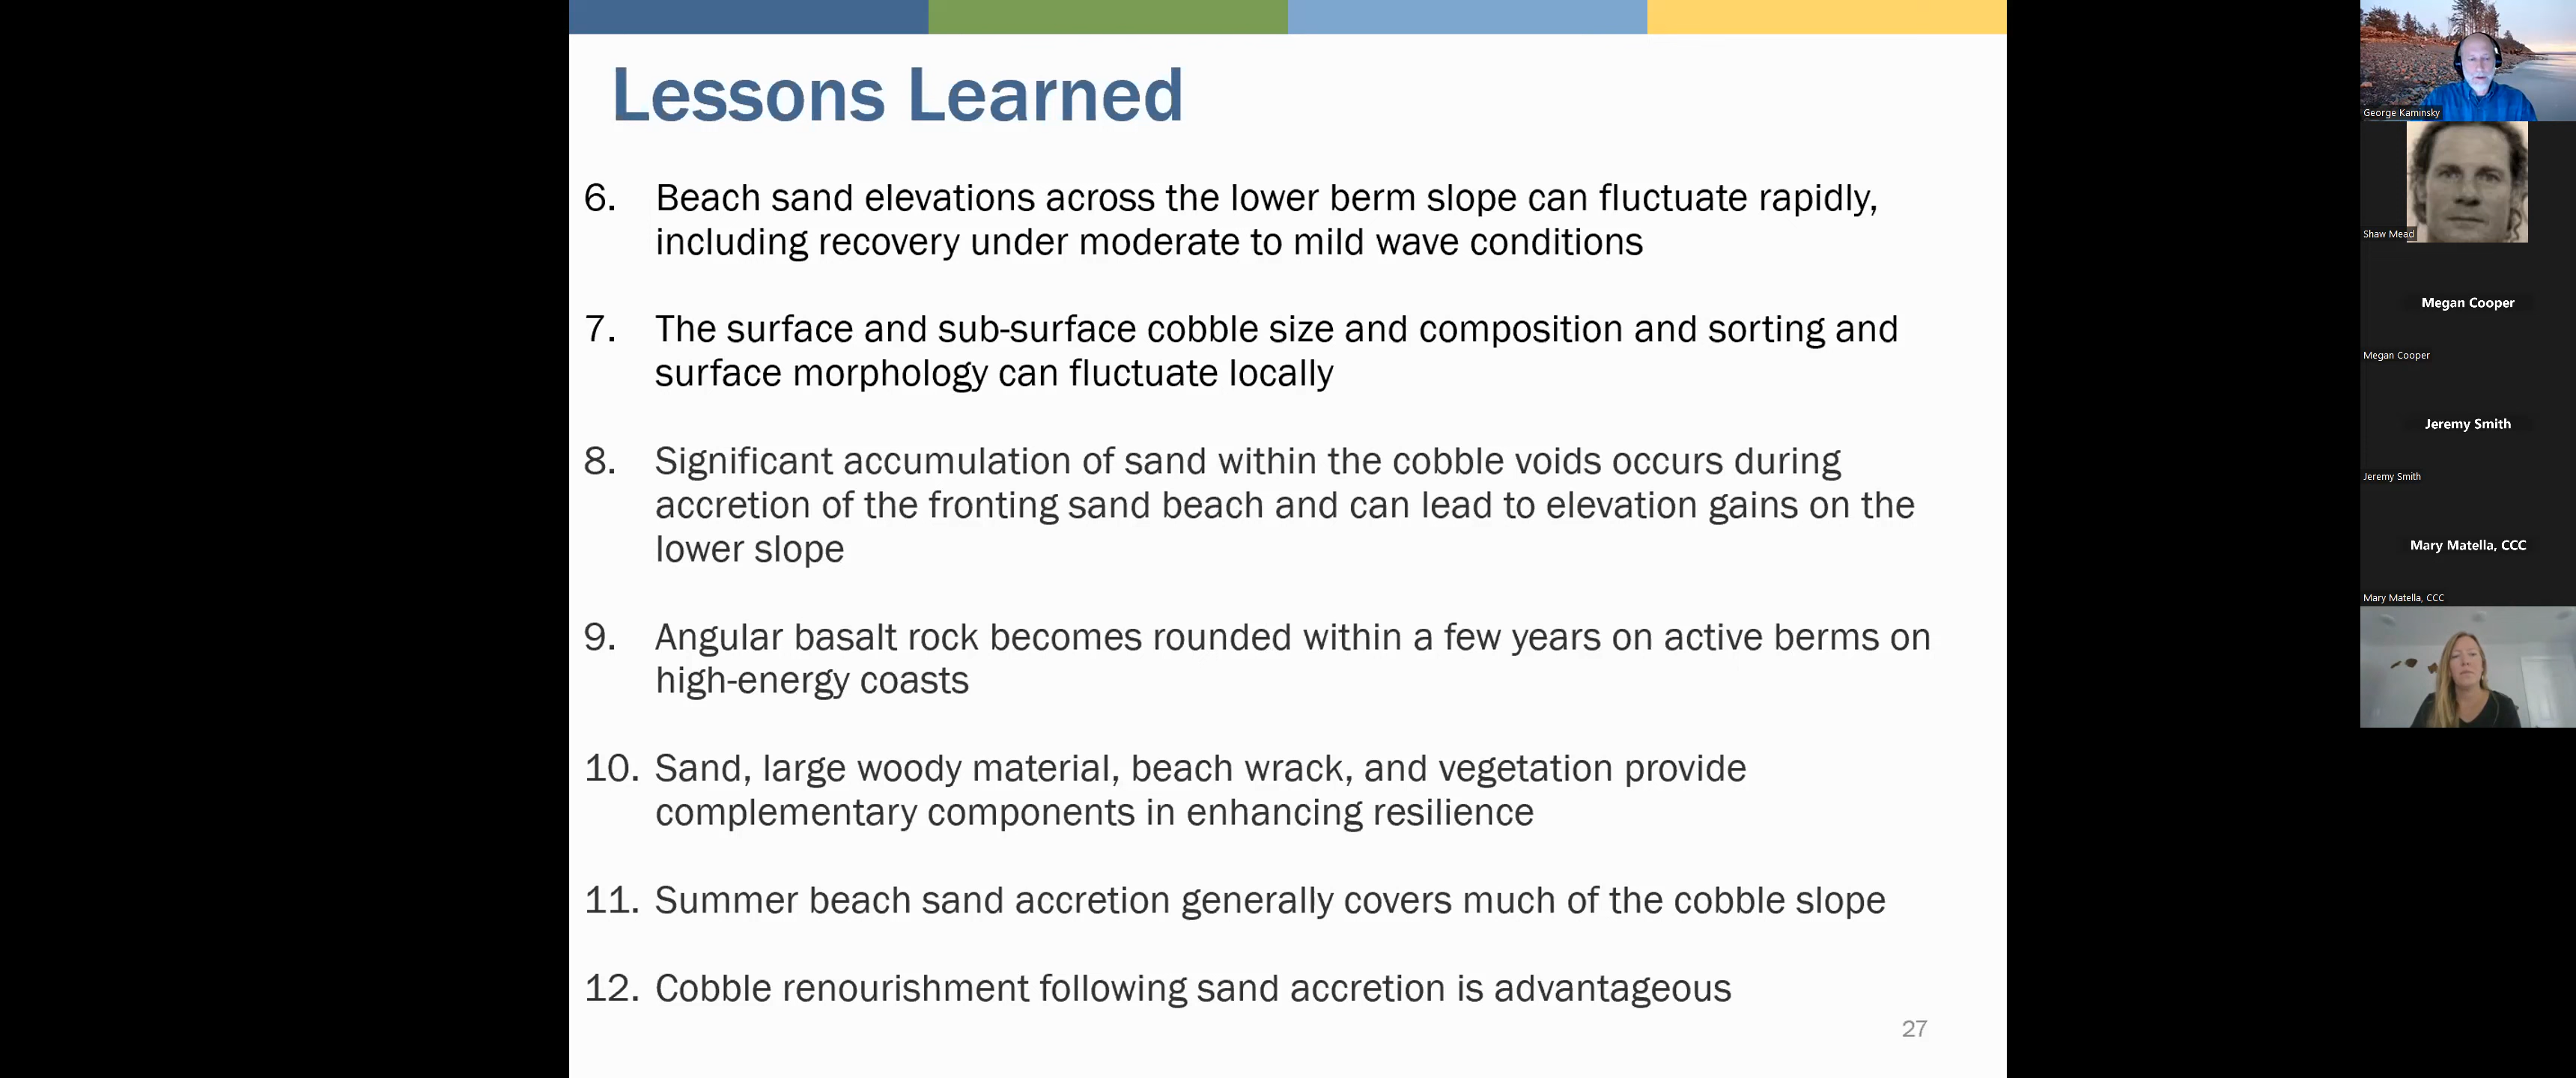 Lessons Learned
6. Beach sand elevations across the lower berm slope can fluctuate rapidly,
including recovery under moderate to mild wave conditions
7. The surface and sub-surface cobble size and composition and sorting and
surface morphology can fluctuate locally
8. Significant accumulation of sand within the cobble voids occurs during
accretion of the fronting sand beach and can lead to elevation gains on the
lower slope
9. Angular basalt rock becomes rounded within a few years on active berms on
high-energy coasts
10. Sand, large woody material, beach wrack, and vegetation provide
complementary components in enhancing resilience
11. Summer beach sand accretion generally covers much of the cobble slope
12. Cobble renourishment following sand accretion is advantageous
27
George Kaminsky
Shaw Mead
Megan Cooper
Megan Cooper
Jeremy Smith
Jeremy Smith
Mary Matella, CCC
Mary Matella, CCC